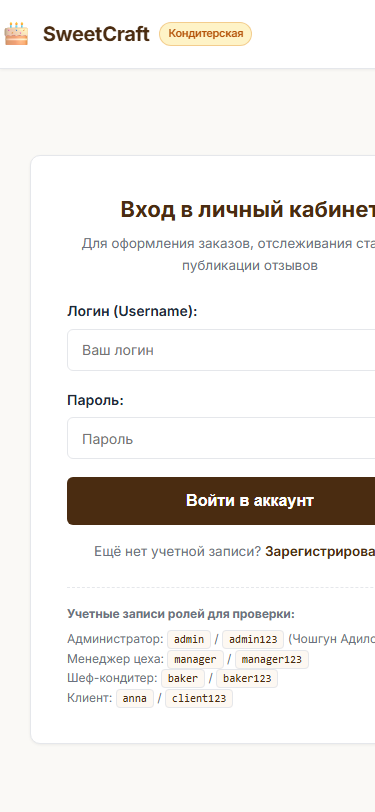 SweetCraft Кондитерская
Вход в личный кабинет
Для оформления заказов, отслеживания ста
публикации отзывов
Логин (Username):
Ваш логин
Пароль:
Пароль
Войти в аккаунт
Ещё нет учетной записи? Зарегистрирова
Учетные записи ролей для проверки:
Администратор: admin / admin123 (Чошгун Адило
Менеджер цеха: manager / manager123
Шеф-кондитер: baker / baker123
Клиент: anna / client123